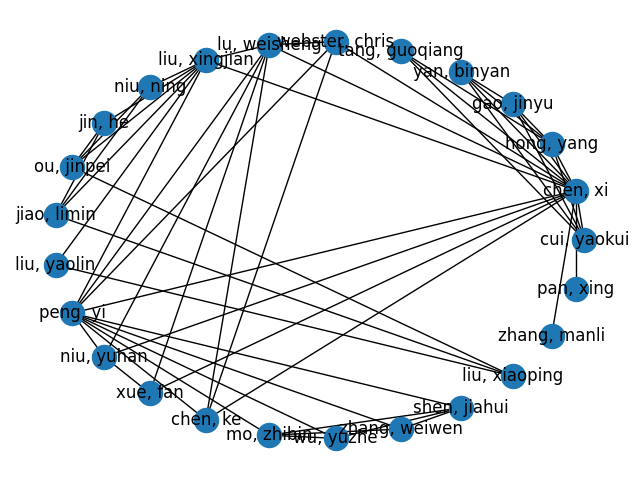 webster, chris
lu, weisheng
tang, guoqiang
liu, xingjian
yan, binyan
niu, ning
gao, jinyu
jin, he
hong, yang
ou, jinpei
chen, xi
jiao, limin
cui, yaokui
liu, yaolin
pan, xing
peng, yi
zhang, manli
niu, yuhan
liu, xiaoping
xue, fan
shen, jiahui
chen, ke
zhang, weiwen
mo, zhibin
wu, yuzhe